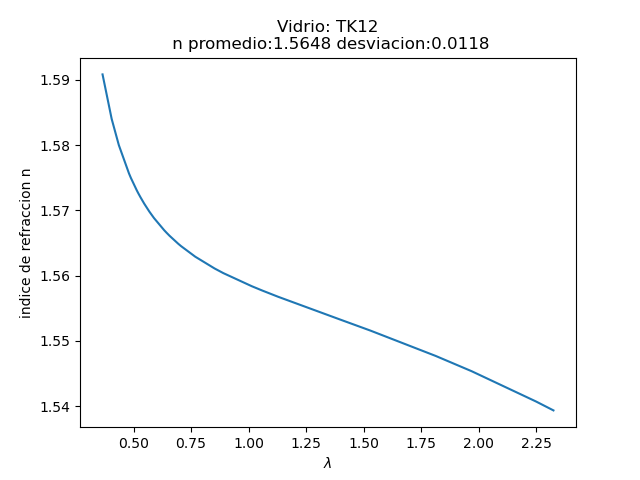 Vidrio: TK12
n promedio:1.5648 desviacion:0.0118
1.59
1.58
1.57
1.56
1.55
1.54
indice de refraccion n
0.50 0.75 1.00 1.25 1.50 1.75 2.00 2.25
λ